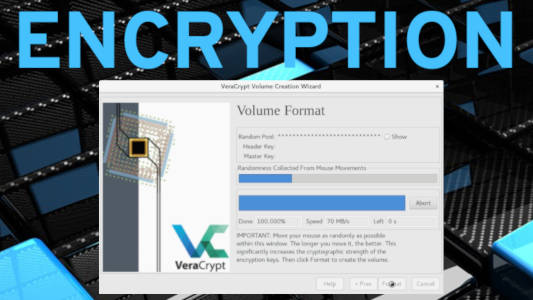 ENCRYPTION
VeraCrypt Volume Creation Wizard
Volume Format
Random Pool: ****************************** Show
Header Key:
Master Key:
Randomness Collected From Mouse Movements
Abort
Done 100.000% Speed 70 MB/s Left 0 s
IMPORTANT: Move your mouse as randomly as possible
within this window. The longer you move it, the better. This
significantly increases the cryptographic strength of the
encryption keys. Then click Format to create the volume.
VeraCrypt
Help < Prev Format Cancel